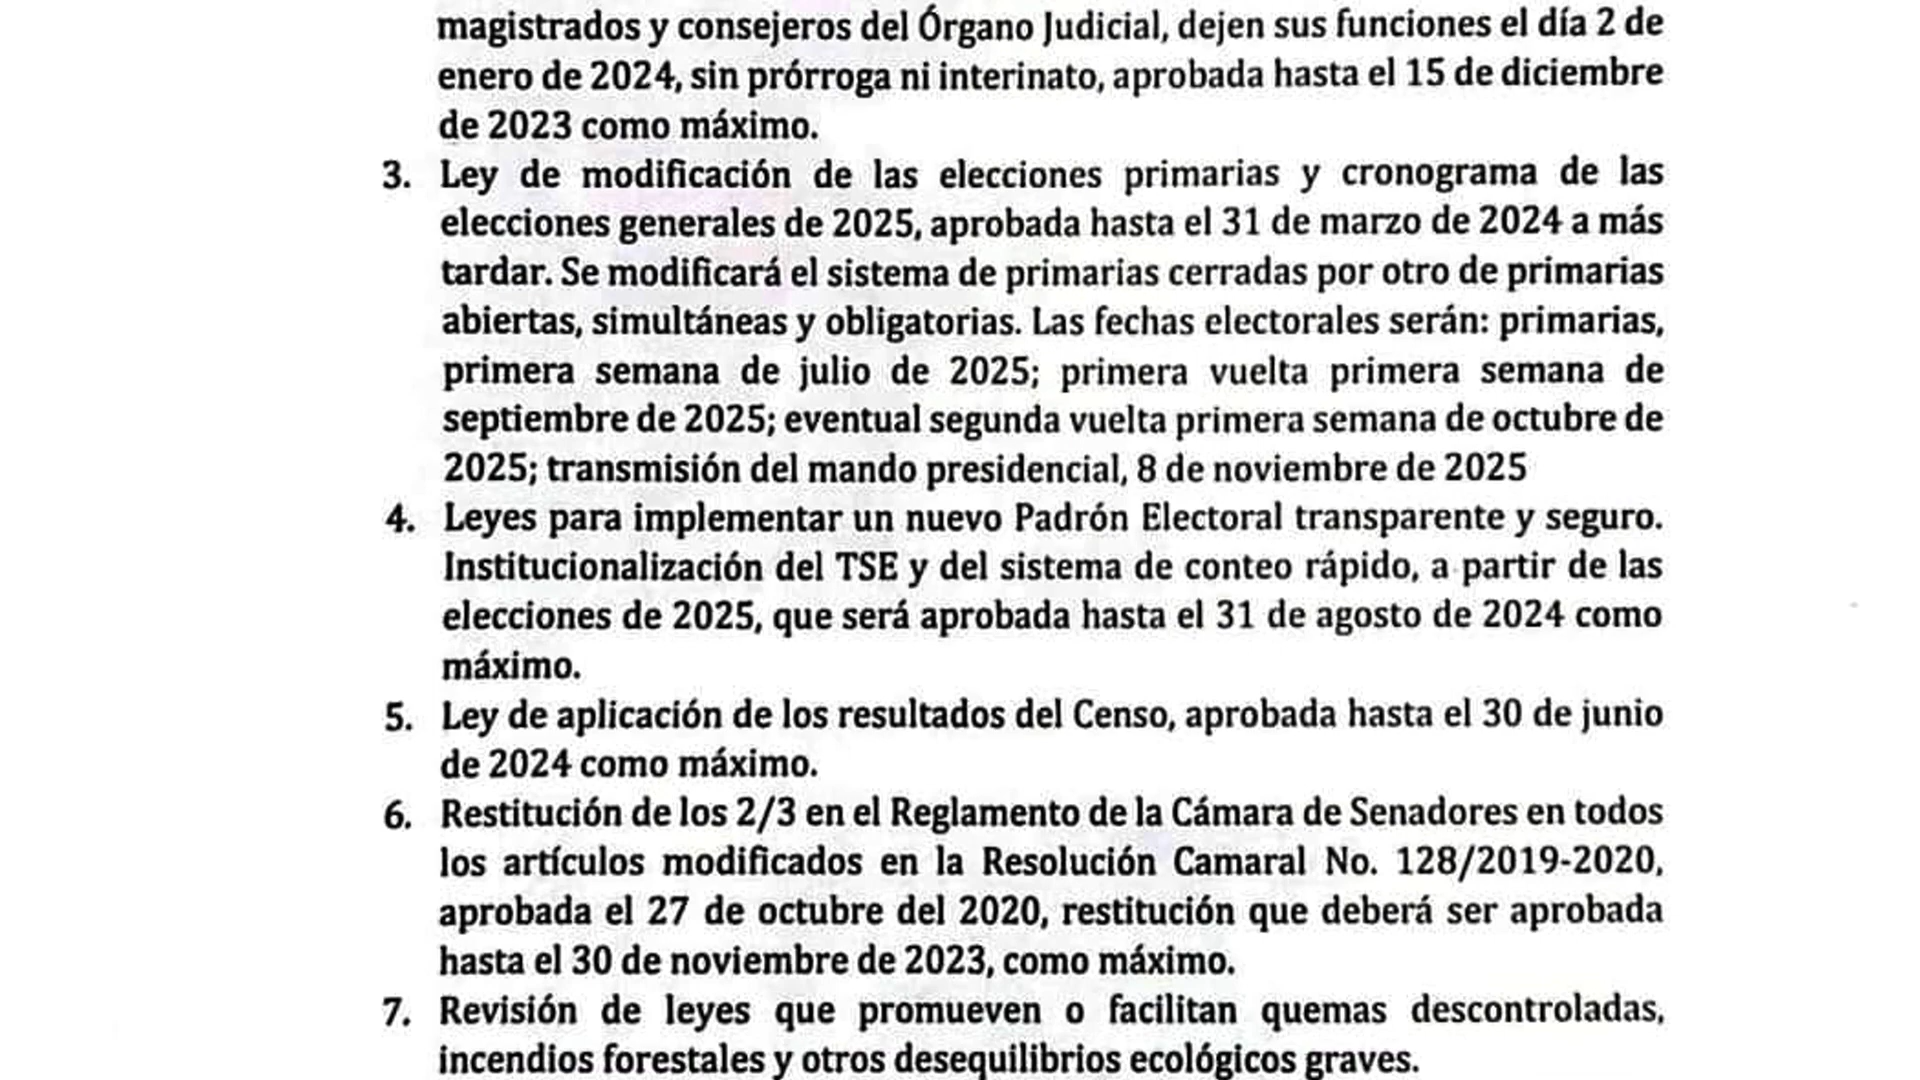 magistrados y consejeros del Órgano Judicial, dejen sus funciones el día 2 de
enero de 2024, sin prórroga ni interinato, aprobada hasta el 15 de diciembre
de 2023 como máximo.
3. Ley de modificación de las elecciones primarias y cronograma de las
elecciones generales de 2025, aprobada hasta el 31 de marzo de 2024 a más
tardar. Se modificará el sistema de primarias cerradas por otro de primarias
abiertas, simultáneas y obligatorias. Las fechas electorales serán: primarias,
primera semana de julio de 2025; primera vuelta primera semana de
septiembre de 2025; eventual segunda vuelta primera semana de octubre de
2025; transmisión del mando presidencial, 8 de noviembre de 2025
4. Leyes para implementar un nuevo Padrón Electoral transparente y seguro.
Institucionalización del TSE y del sistema de conteo rápido, a partir de las
elecciones de 2025, que será aprobada hasta el 31 de agosto de 2024 como
máximo.
5. Ley de aplicación de los resultados del Censo, aprobada hasta el 30 de junio
de 2024 como máximo.
6. Restitución de los 2/3 en el Reglamento de la Cámara de Senadores en todos
los artículos modificados en la Resolución Camaral No. 128/2019-2020,
aprobada el 27 de octubre del 2020, restitución que deberá ser aprobada
hasta el 30 de noviembre de 2023, como máximo.
7. Revisión de leyes que promueven o facilitan quemas descontroladas,
incendios forestales y otros desequilibrios ecológicos graves.